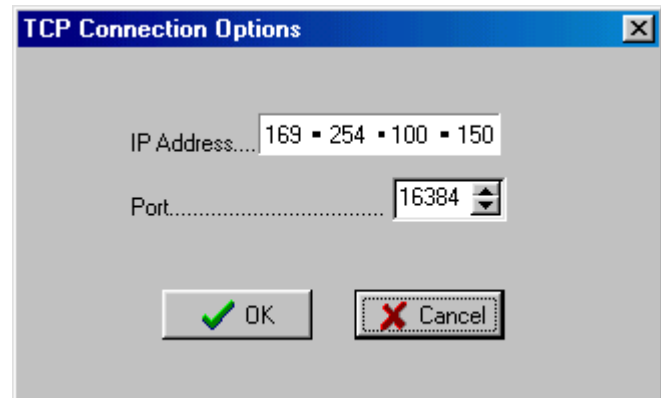 TCP Connection Options
IP Address.... 169 ▪ 254 ▪ 100 ▪ 150
Port................................... 16384
OK Cancel